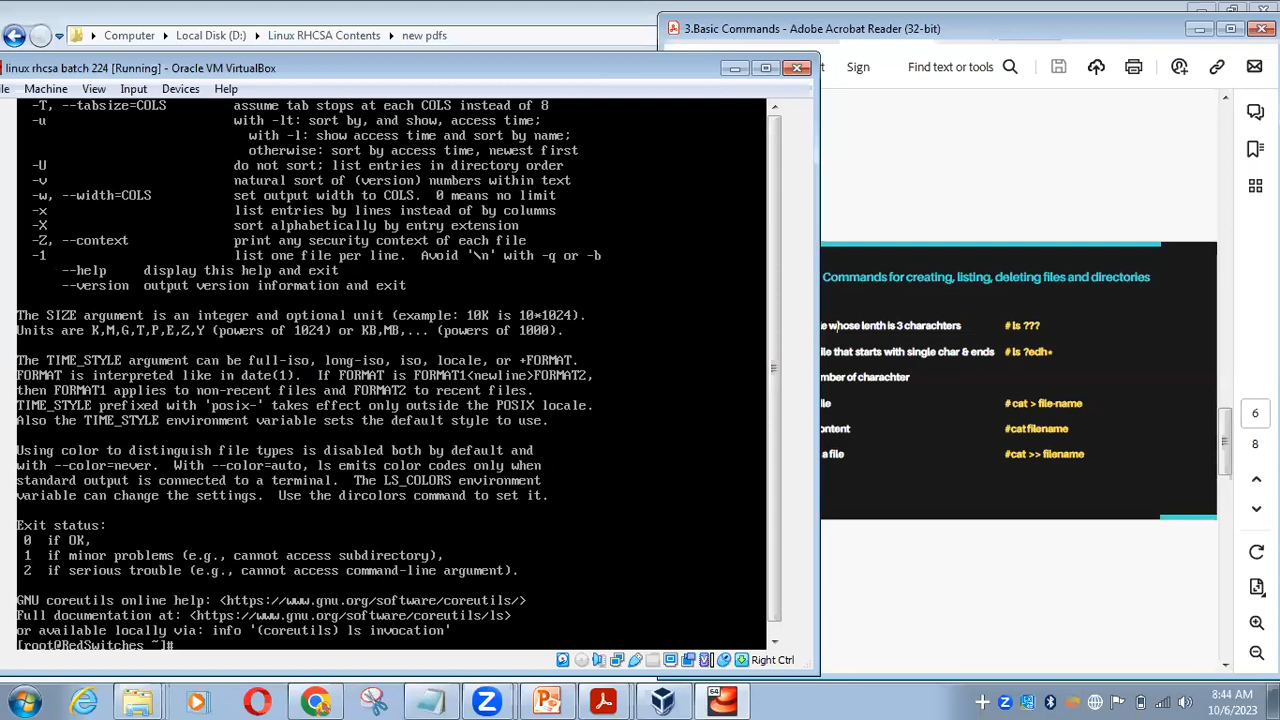 Computer ▸ Local Disk (D:) ▸ Linux RHCSA Contents ▸ new pdfs
3.Basic Commands - Adobe Acrobat Reader (32-bit)
Sign Find text or tools
linux rhcsa batch 224 [Running] - Oracle VM VirtualBox
le Machine View Input Devices Help
-T, --tabsize=COLS assume tab stops at each COLS instead of 8
-u with -lt: sort by, and show, access time;
with -l: show access time and sort by name;
otherwise: sort by access time, newest first
-U do not sort; list entries in directory order
-v natural sort of (version) numbers within text
-w, --width=COLS set output width to COLS. 0 means no limit
-x list entries by lines instead of by columns
-X sort alphabetically by entry extension
-Z, --context print any security context of each file
-1 list one file per line. Avoid '\n' with -q or -b
--help display this help and exit
--version output version information and exit
The SIZE argument is an integer and optional unit (example: 10K is 10*1024).
Units are K,M,G,T,P,E,Z,Y (powers of 1024) or KB,MB,... (powers of 1000).
The TIME_STYLE argument can be full-iso, long-iso, iso, locale, or +FORMAT.
FORMAT is interpreted like in date(1). If FORMAT is FORMAT1<newline>FORMAT2,
then FORMAT1 applies to non-recent files and FORMAT2 to recent files.
TIME_STYLE prefixed with 'posix-' takes effect only outside the POSIX locale.
Also the TIME_STYLE environment variable sets the default style to use.
Using color to distinguish file types is disabled both by default and
with --color=never. With --color=auto, ls emits color codes only when
standard output is connected to a terminal. The LS_COLORS environment
variable can change the settings. Use the dircolors command to set it.
Exit status:
0 if OK,
1 if minor problems (e.g., cannot access subdirectory),
2 if serious trouble (e.g., cannot access command-line argument).
GNU coreutils online help: <https://www.gnu.org/software/coreutils/>
Full documentation at: <https://www.gnu.org/software/coreutils/ls>
or available locally via: info '(coreutils) ls invocation'
[root@RedSwitches ~]#
Right Ctrl
Commands for creating, listing, deleting files and directories
e whose lenth is 3 charachters # ls ???
ile that starts with single char & ends # ls ?edh*
mber of charachter
ile # cat > file-name
ontent #cat filename
a file #cat >> filename
6
8
64
8:44 AM
10/6/2023